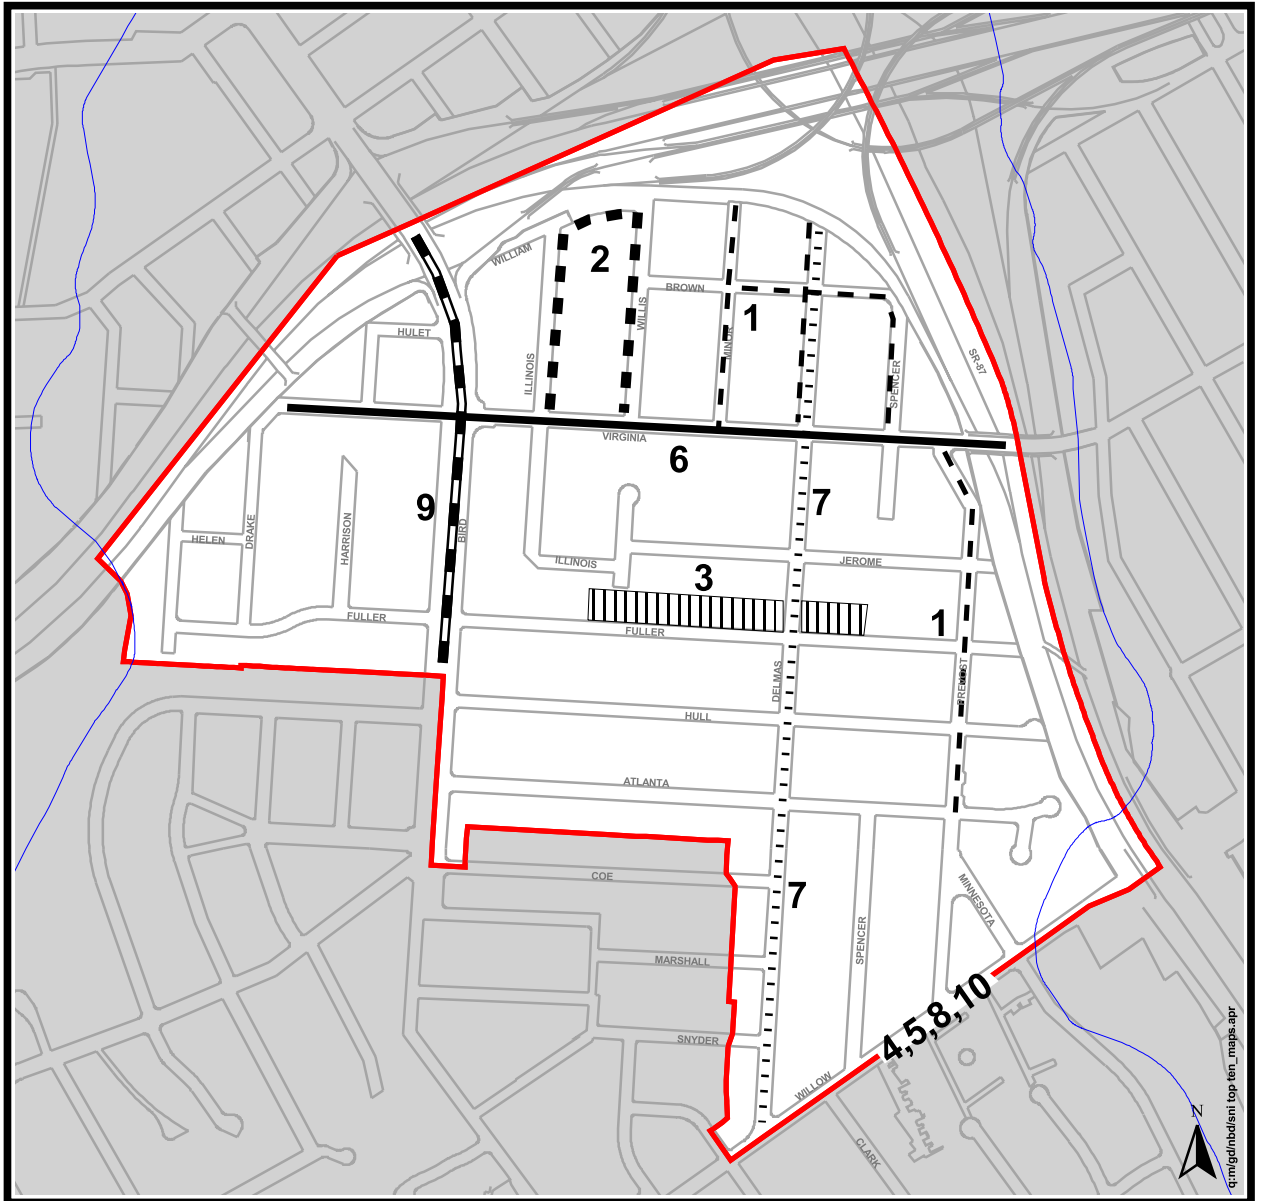 WILLIAM
2
BROWN
WILLIS
1
MINOR
HULET
SR-87
ILLINOIS
SPENCER
VIRGINIA
6
9
7
BIRD
DRAKE
HARRISON
HELEN
ILLINOIS
JEROME
3
FULLER
FULLER
1
DELMAS
HULL
ATLANTA
COE
7
MINNESOTA
SPENCER
MARSHALL
4,5,8,10
SNYDER
WILLOW
CLARK
N
q:m/gd/nbd/sni top ten_maps.apr